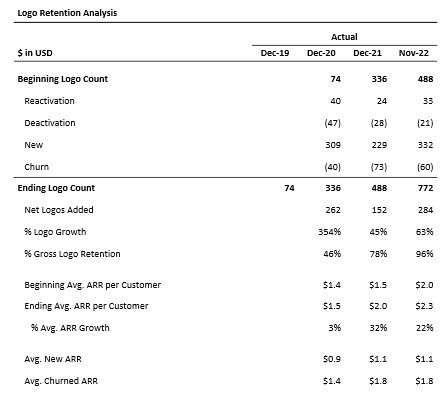 Logo Retention Analysis
Actual
$ in USD Dec-19 Dec-20 Dec-21 Nov-22
Beginning Logo Count 74 336 488
Reactivation 40 24 33
Deactivation (47) (28) (21)
New 309 229 332
Churn (40) (73) (60)
Ending Logo Count 74 336 488 772
Net Logos Added 262 152 284
% Logo Growth 354% 45% 63%
% Gross Logo Retention 46% 78% 96%
Beginning Avg. ARR per Customer $1.4 $1.5 $2.0
Ending Avg. ARR per Customer $1.5 $2.0 $2.3
% Avg. ARR Growth 3% 32% 22%
Avg. New ARR $0.9 $1.1 $1.1
Avg. Churned ARR $1.4 $1.8 $1.8